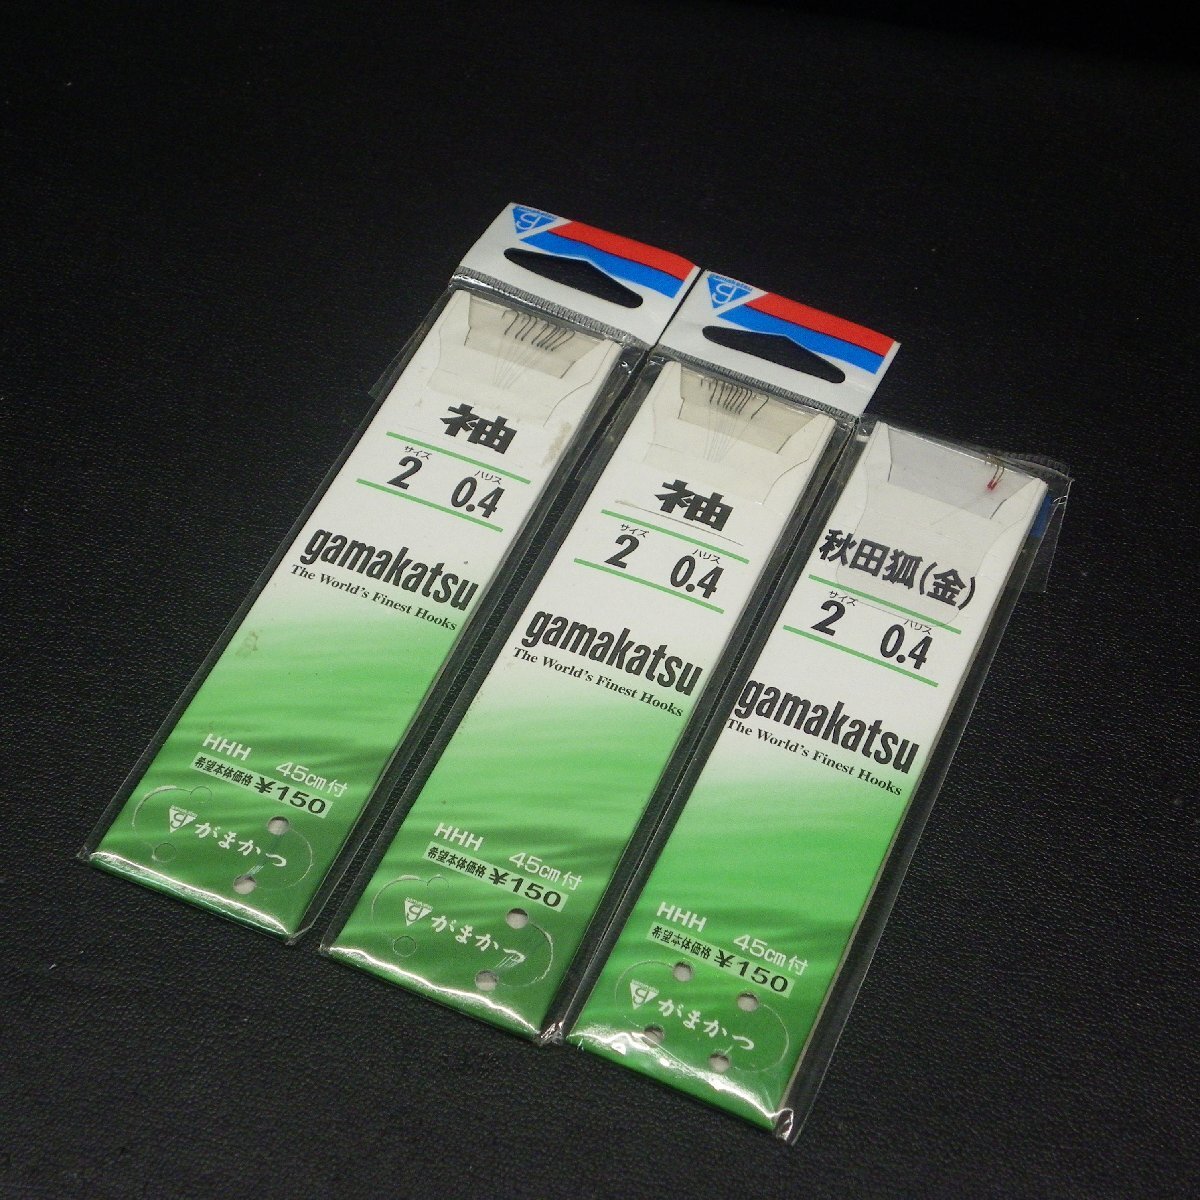 袖
サイズ 2 ハリス 0.4
gamakatsu
The World's Finest Hooks
HHH 45cm付
希望本体価格 ¥150
がまかつ
袖
サイズ 2 ハリス 0.4
gamakatsu
The World's Finest Hooks
HHH 45cm付
希望本体価格 ¥150
がまかつ
秋田狐(金)
サイズ 2 ハリス 0.4
gamakatsu
The World's Finest Hooks
HHH 45cm付
希望本体価格 ¥150
がまかつ